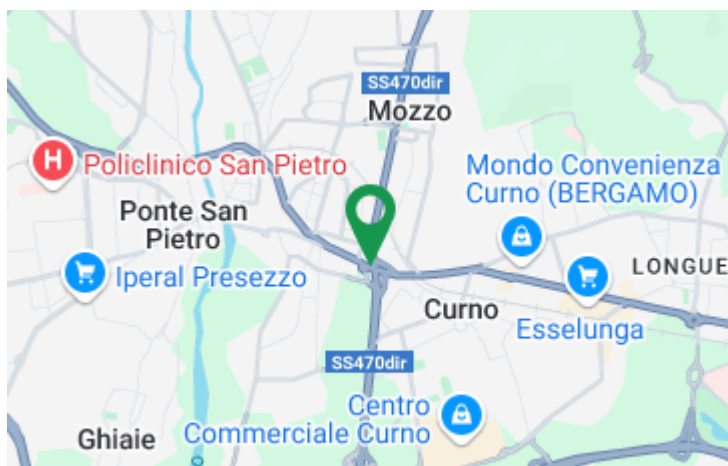 SS470dir
Mozzo
H
Policlinico San Pietro
Mondo Convenienza
Curno (BERGAMO)
Ponte San
Pietro
LONGUE
Iperal Presezzo
Curno
Esselunga
SS470dir
Centro
Commerciale Curno
Ghiaie